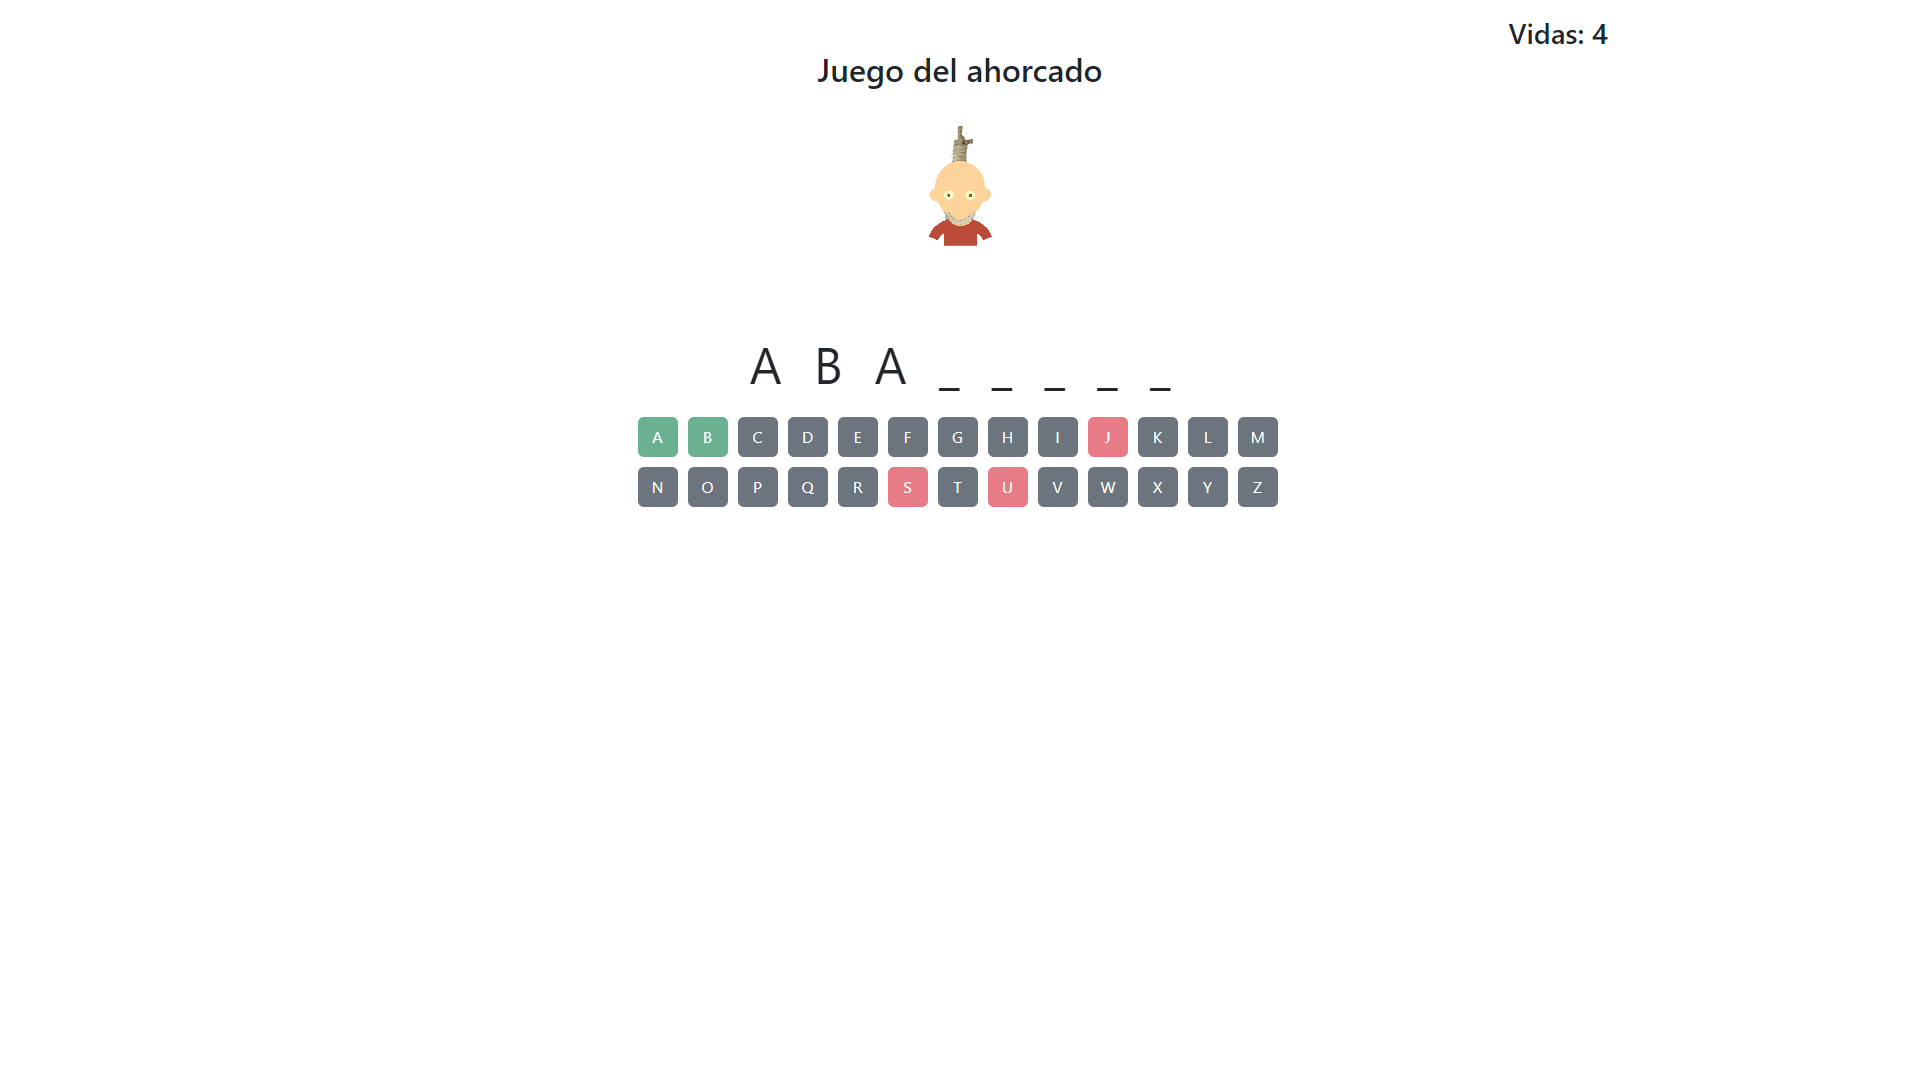 Vidas: 4
Juego del ahorcado
A B A _ _ _ _ _
A B C D E F G H I J K L M
N O P Q R S T U V W X Y Z